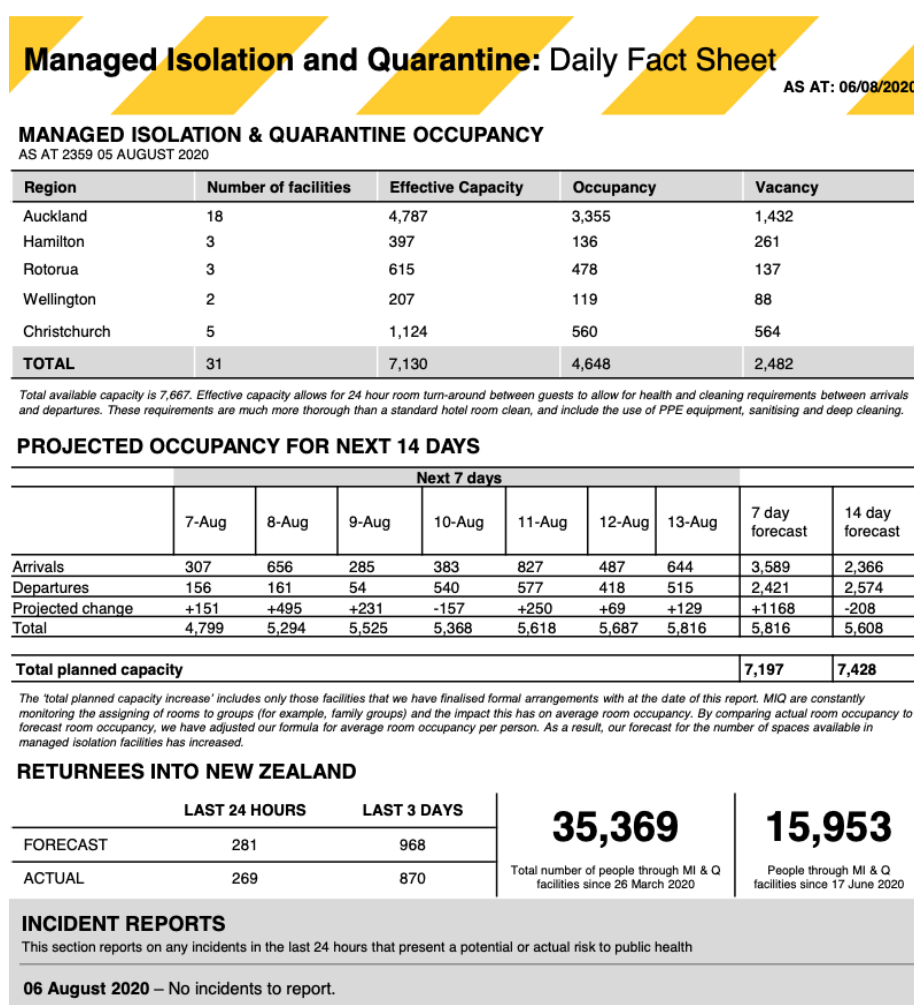 Managed Isolation and Quarantine: Daily Fact Sheet
AS AT: 06/08/2020
MANAGED ISOLATION & QUARANTINE OCCUPANCY
AS AT 2359 05 AUGUST 2020
Region Number of facilities Effective Capacity Occupancy Vacancy
Auckland 18 4,787 3,355 1,432
Hamilton 3 397 136 261
Rotorua 3 615 478 137
Wellington 2 207 119 88
Christchurch 5 1,124 560 564
TOTAL 31 7,130 4,648 2,482
Total available capacity is 7,667. Effective capacity allows for 24 hour room turn-around between guests to allow for health and cleaning requirements between arrivals
and departures. These requirements are much more thorough than a standard hotel room clean, and include the use of PPE equipment, sanitising and deep cleaning.
PROJECTED OCCUPANCY FOR NEXT 14 DAYS
Next 7 days
7-Aug 8-Aug 9-Aug 10-Aug 11-Aug 12-Aug 13-Aug 7 day forecast 14 day forecast
Arrivals 307 656 285 383 827 487 644 3,589 2,366
Departures 156 161 54 540 577 418 515 2,421 2,574
Projected change +151 +495 +231 -157 +250 +69 +129 +1168 -208
Total 4,799 5,294 5,525 5,368 5,618 5,687 5,816 5,816 5,608
Total planned capacity 7,197 7,428
The 'total planned capacity increase' includes only those facilities that we have finalised formal arrangements with at the date of this report. MIQ are constantly
monitoring the assigning of rooms to groups (for example, family groups) and the impact this has on average room occupancy. By comparing actual room occupancy to
forecast room occupancy, we have adjusted our formula for average room occupancy per person. As a result, our forecast for the number of spaces available in
managed isolation facilities has increased.
RETURNEES INTO NEW ZEALAND
LAST 24 HOURS LAST 3 DAYS
FORECAST 281 968
ACTUAL 269 870
35,369
Total number of people through MI & Q
facilities since 26 March 2020
15,953
People through MI & Q
facilities since 17 June 2020
INCIDENT REPORTS
This section reports on any incidents in the last 24 hours that present a potential or actual risk to public health
06 August 2020 – No incidents to report.